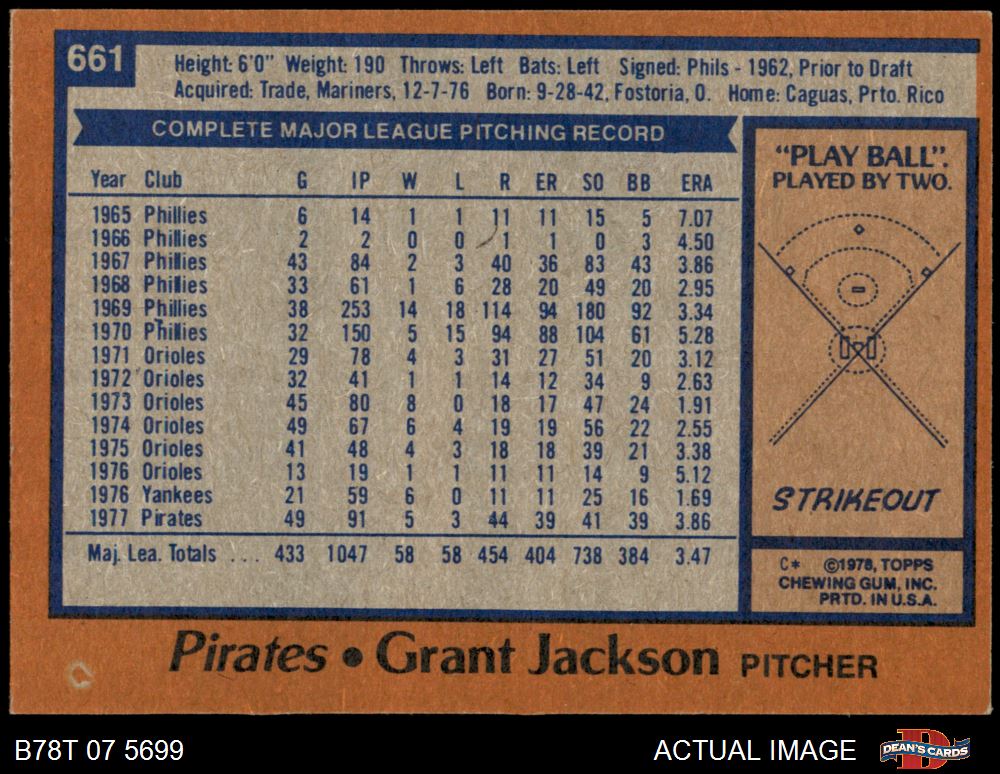 661
Height: 6'0" Weight: 190 Throws: Left Bats: Left Signed: Phils - 1962, Prior to Draft
Acquired: Trade, Mariners, 12-7-76 Born: 9-28-42, Fostoria, O. Home: Caguas, Prto. Rico
COMPLETE MAJOR LEAGUE PITCHING RECORD
Year Club G IP W L R ER SO BB ERA
1965 Phillies 6 14 1 1 11 11 15 5 7.07
1966 Phillies 2 2 0 0 1 1 0 3 4.50
1967 Phillies 43 84 2 3 40 36 83 43 3.86
1968 Phillies 33 61 1 6 28 20 49 20 2.95
1969 Phillies 38 253 14 18 114 94 180 92 3.34
1970 Phillies 32 150 5 15 94 88 104 61 5.28
1971 Orioles 29 78 4 3 31 27 51 20 3.12
1972 Orioles 32 41 1 1 14 12 34 9 2.63
1973 Orioles 45 80 8 0 18 17 47 24 1.91
1974 Orioles 49 67 6 4 19 19 56 22 2.55
1975 Orioles 41 48 4 3 18 18 39 21 3.38
1976 Orioles 13 19 1 1 11 11 14 9 5.12
1976 Yankees 21 59 6 0 11 11 25 16 1.69
1977 Pirates 49 91 5 3 44 39 41 39 3.86
Maj. Lea. Totals ... 433 1047 58 58 454 404 738 384 3.47
"PLAY BALL".
PLAYED BY TWO.
STRIKEOUT
C* ©1978, TOPPS
CHEWING GUM, INC.
PRTD. IN U.S.A.
Pirates • Grant Jackson PITCHER
B78T 07 5699 ACTUAL IMAGE DEAN'S CARDS